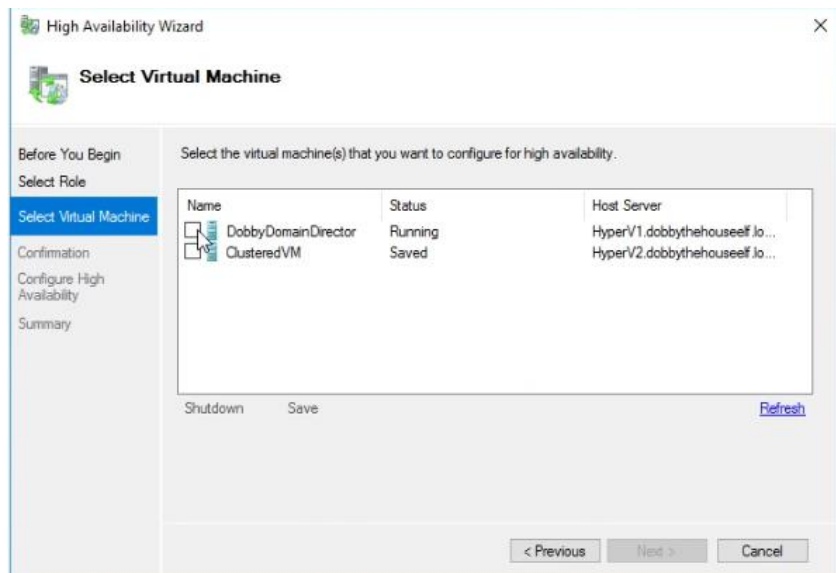 High Availability Wizard
Select Virtual Machine
Before You Begin
Select Role
Select Virtual Machine
Confirmation
Configure High
Availability
Summary
Select the virtual machine(s) that you want to configure for high availability.
Name Status Host Server
DobbyDomainDirector Running HyperV1.dobbythehouseelf.lo...
ClusteredVM Saved HyperV2.dobbythehouseelf.lo...
Shutdown Save Refresh
< Previous Next > Cancel